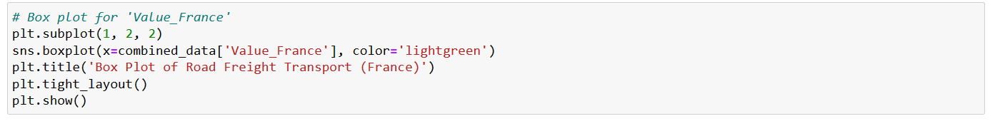 # Box plot for 'Value_France'
plt.subplot(1, 2, 2)
sns.boxplot(x=combined_data['Value_France'], color='lightgreen')
plt.title('Box Plot of Road Freight Transport (France)')
plt.tight_layout()
plt.show()